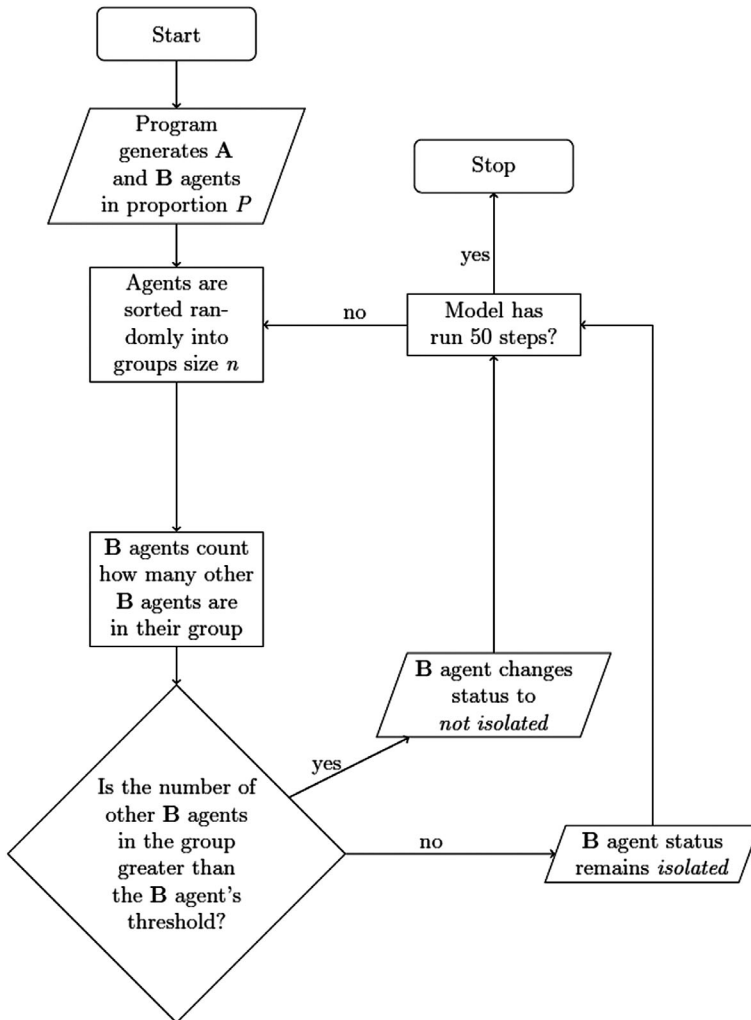 Start
Program
generates A
and B agents
in proportion P
Agents are
sorted ran-
domly into
groups size n
B agents count
how many other
B agents are
in their group
Is the number of
other B agents
in the group
greater than
the B agent's
threshold?
yes
B agent changes
status to
not isolated
no
B agent status
remains isolated
Model has
run 50 steps?
no
yes
Stop